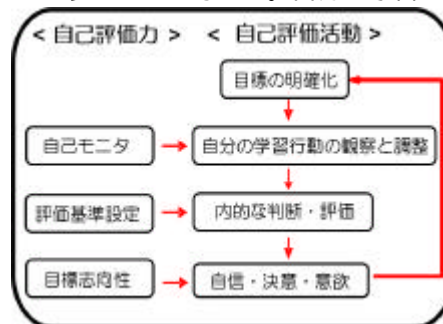 < 自己評価力 > < 自己評価活動 >
目標の明確化
自己モニタ
自分の学習行動の観察と調整
評価基準設定
内的な判断・評価
目標志向性
自信・決意・意欲